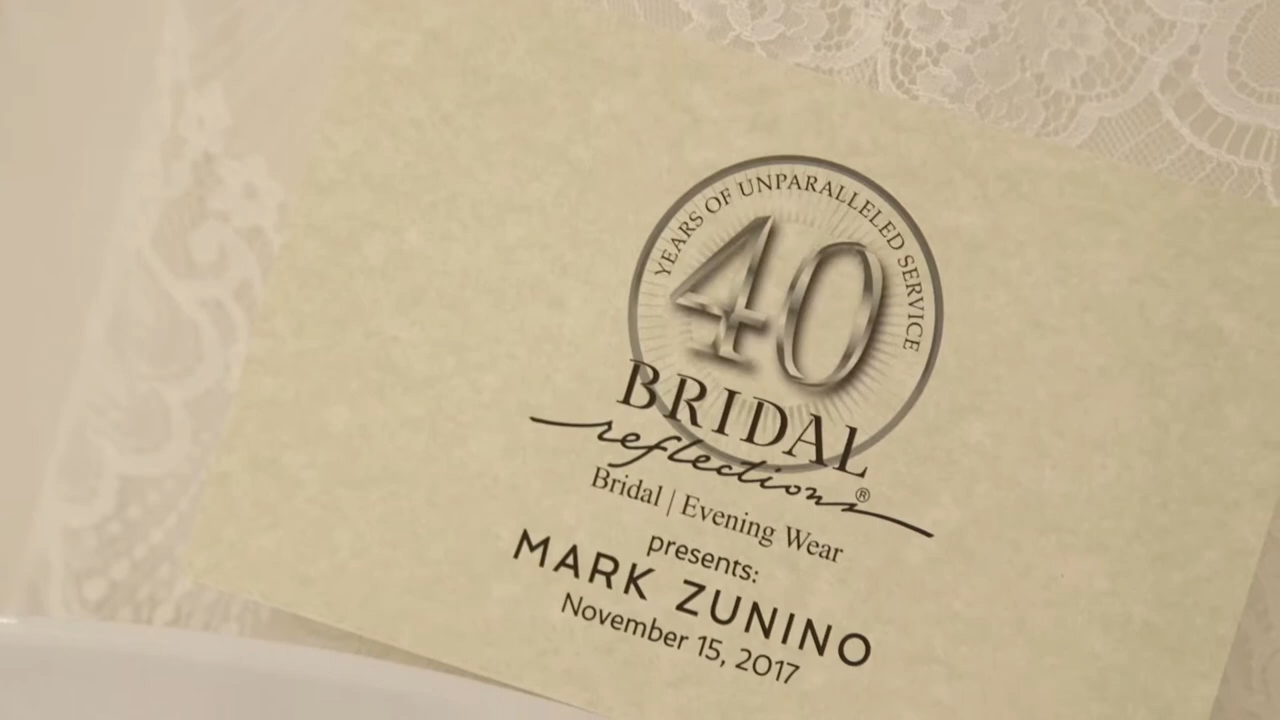 YEARS OF UNPARALLELED SERVICE
40
BRIDAL
reflections®
Bridal | Evening Wear
presents:
MARK ZUNINO
November 15, 2017